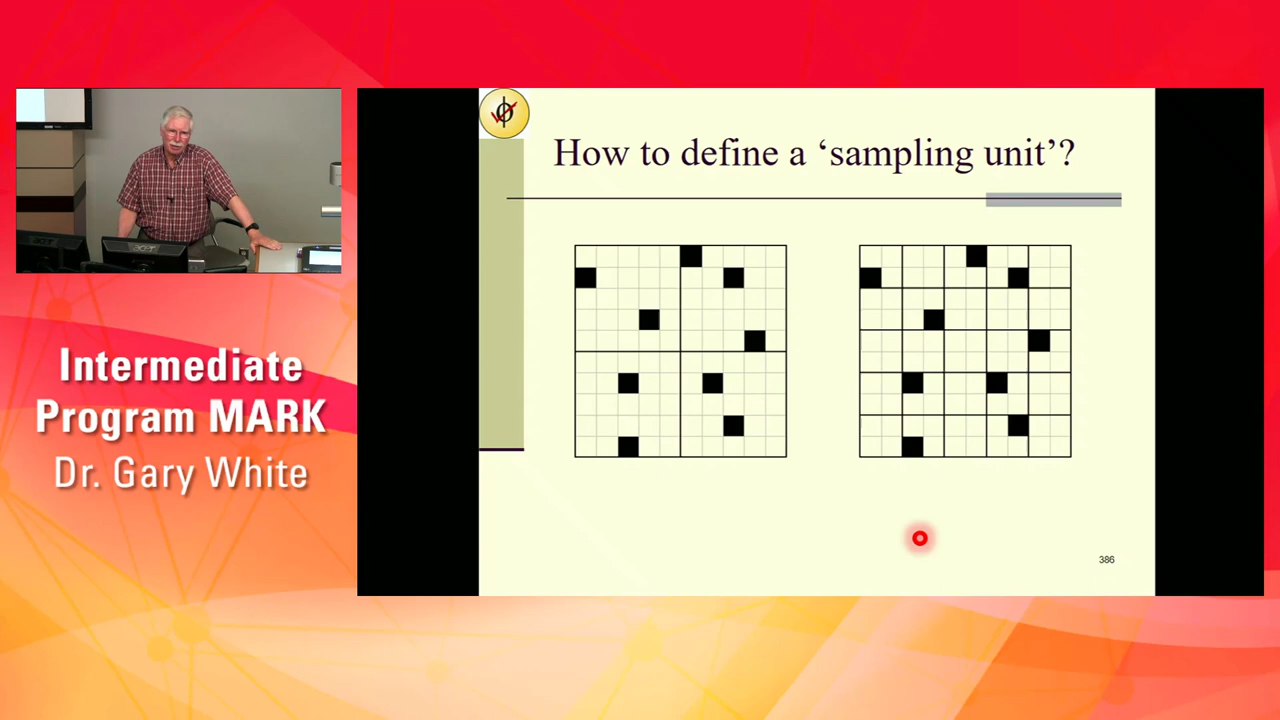 How to define a ‘sampling unit’?
386
Intermediate
Program MARK
Dr. Gary White